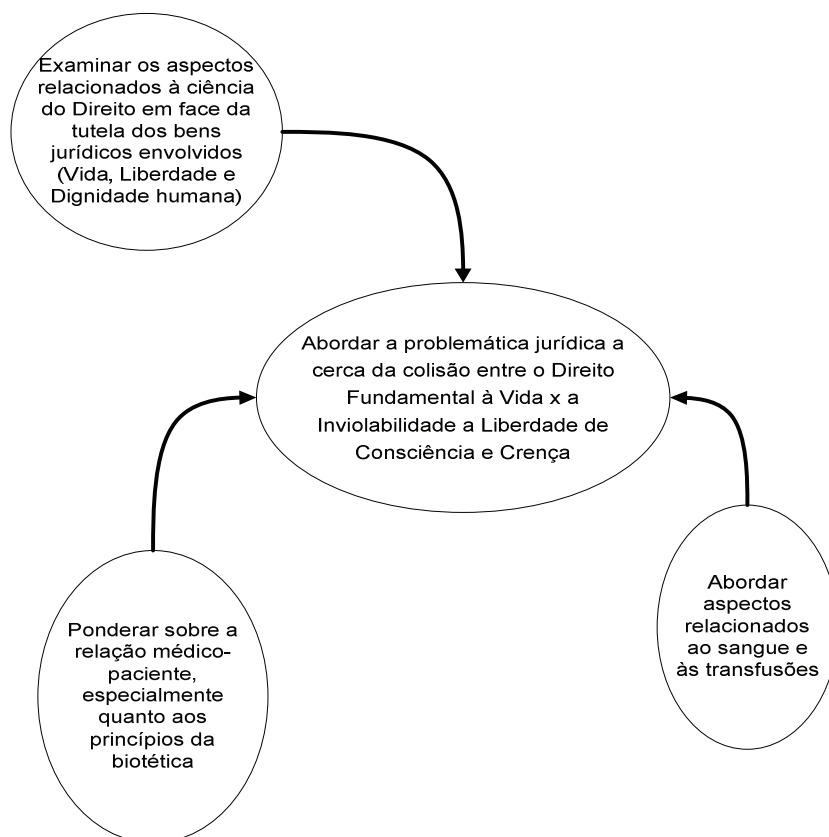 Examinar os aspectos
relacionados à ciência
do Direito em face da
tutela dos bens
jurídicos envolvidos
(Vida, Liberdade e
Dignidade humana)
Abordar a problemática jurídica a
cerca da colisão entre o Direito
Fundamental à Vida x a
Inviolabilidade a Liberdade de
Consciência e Crença
Ponderar sobre a
relação médico-
paciente,
especialmente
quanto aos
princípios da
biotética
Abordar
aspectos
relacionados
ao sangue e
às transfusões